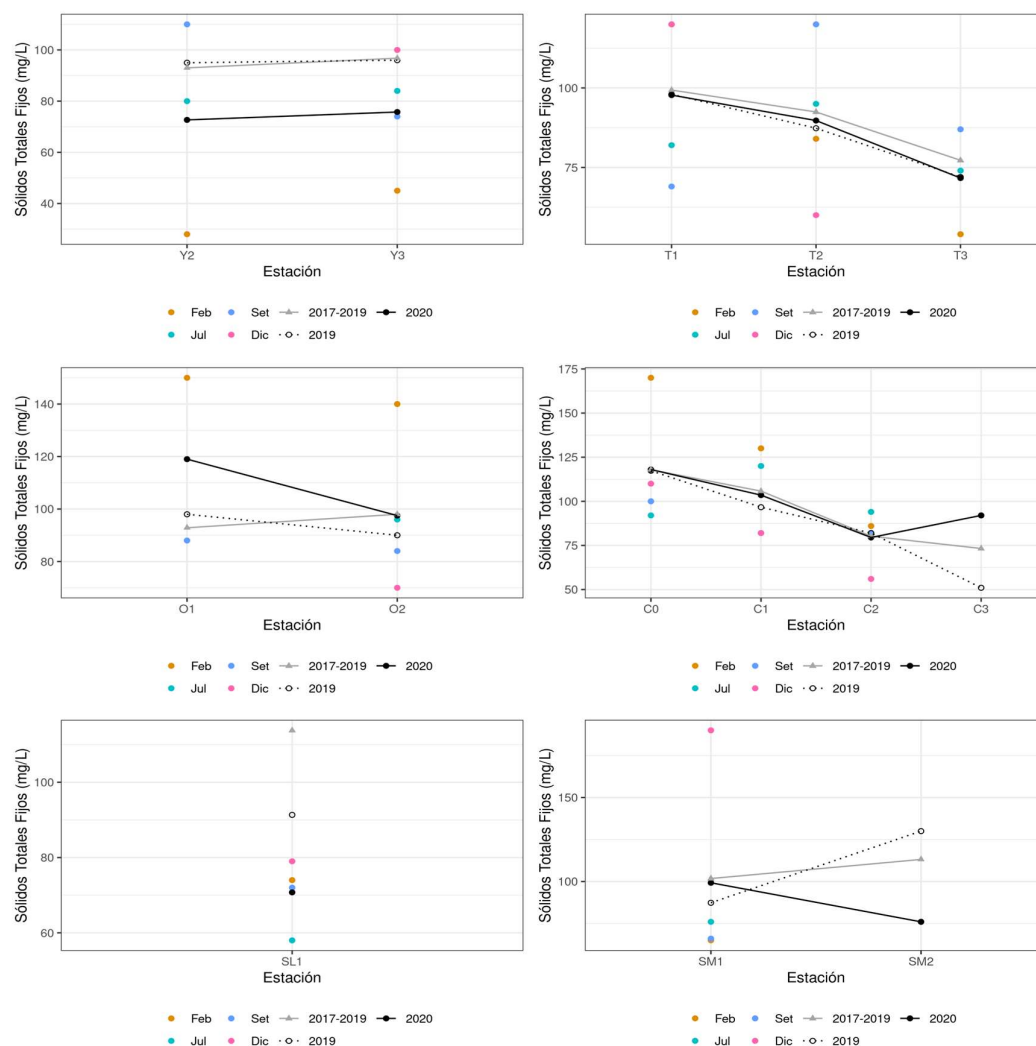 Sólidos Totales Fijos (mg/L)
100
80
60
40
Y2 Y3
Estación
Feb Set 2017-2019 2020
Jul Dic 2019
Sólidos Totales Fijos (mg/L)
100
75
T1 T2 T3
Estación
Feb Set 2017-2019 2020
Jul Dic 2019
Sólidos Totales Fijos (mg/L)
140
120
100
80
O1 O2
Estación
Feb Set 2017-2019 2020
Jul Dic 2019
Sólidos Totales Fijos (mg/L)
175
150
125
100
75
50
C0 C1 C2 C3
Estación
Feb Set 2017-2019 2020
Jul Dic 2019
Sólidos Totales Fijos (mg/L)
100
80
60
SL1
Estación
Feb Set 2017-2019 2020
Jul Dic 2019
Sólidos Totales Fijos (mg/L)
150
100
SM1 SM2
Estación
Feb Set 2017-2019 2020
Jul Dic 2019